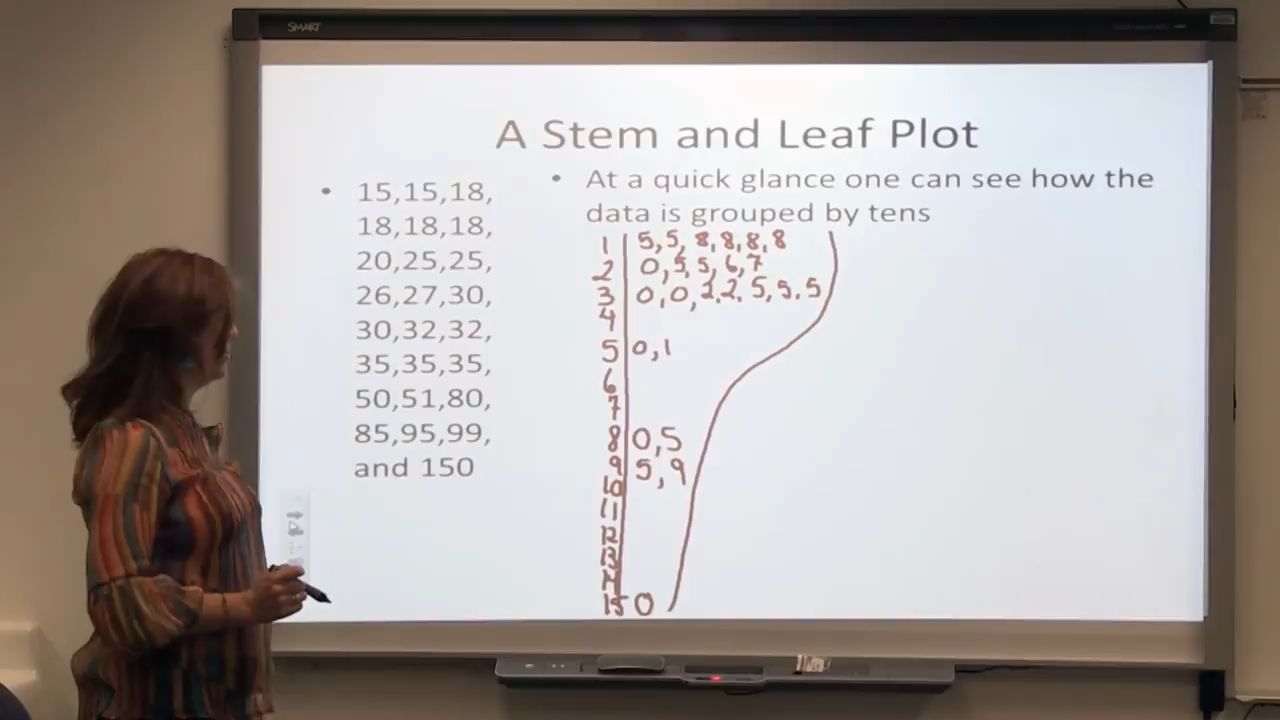 SMART
A Stem and Leaf Plot
• 15,15,18,
18,18,18,
20,25,25,
26,27,30,
30,32,32,
35,35,35,
50,51,80,
85,95,99,
and 150
• At a quick glance one can see how the
data is grouped by tens
1 | 5,5,8,8,8,8
2 | 0,5,5,6,7
3 | 0,0,2,2,5,5,5
4
5 | 0,1
6
7
8 | 0,5
9 | 5,9
10
11
12
13
14
15 | 0